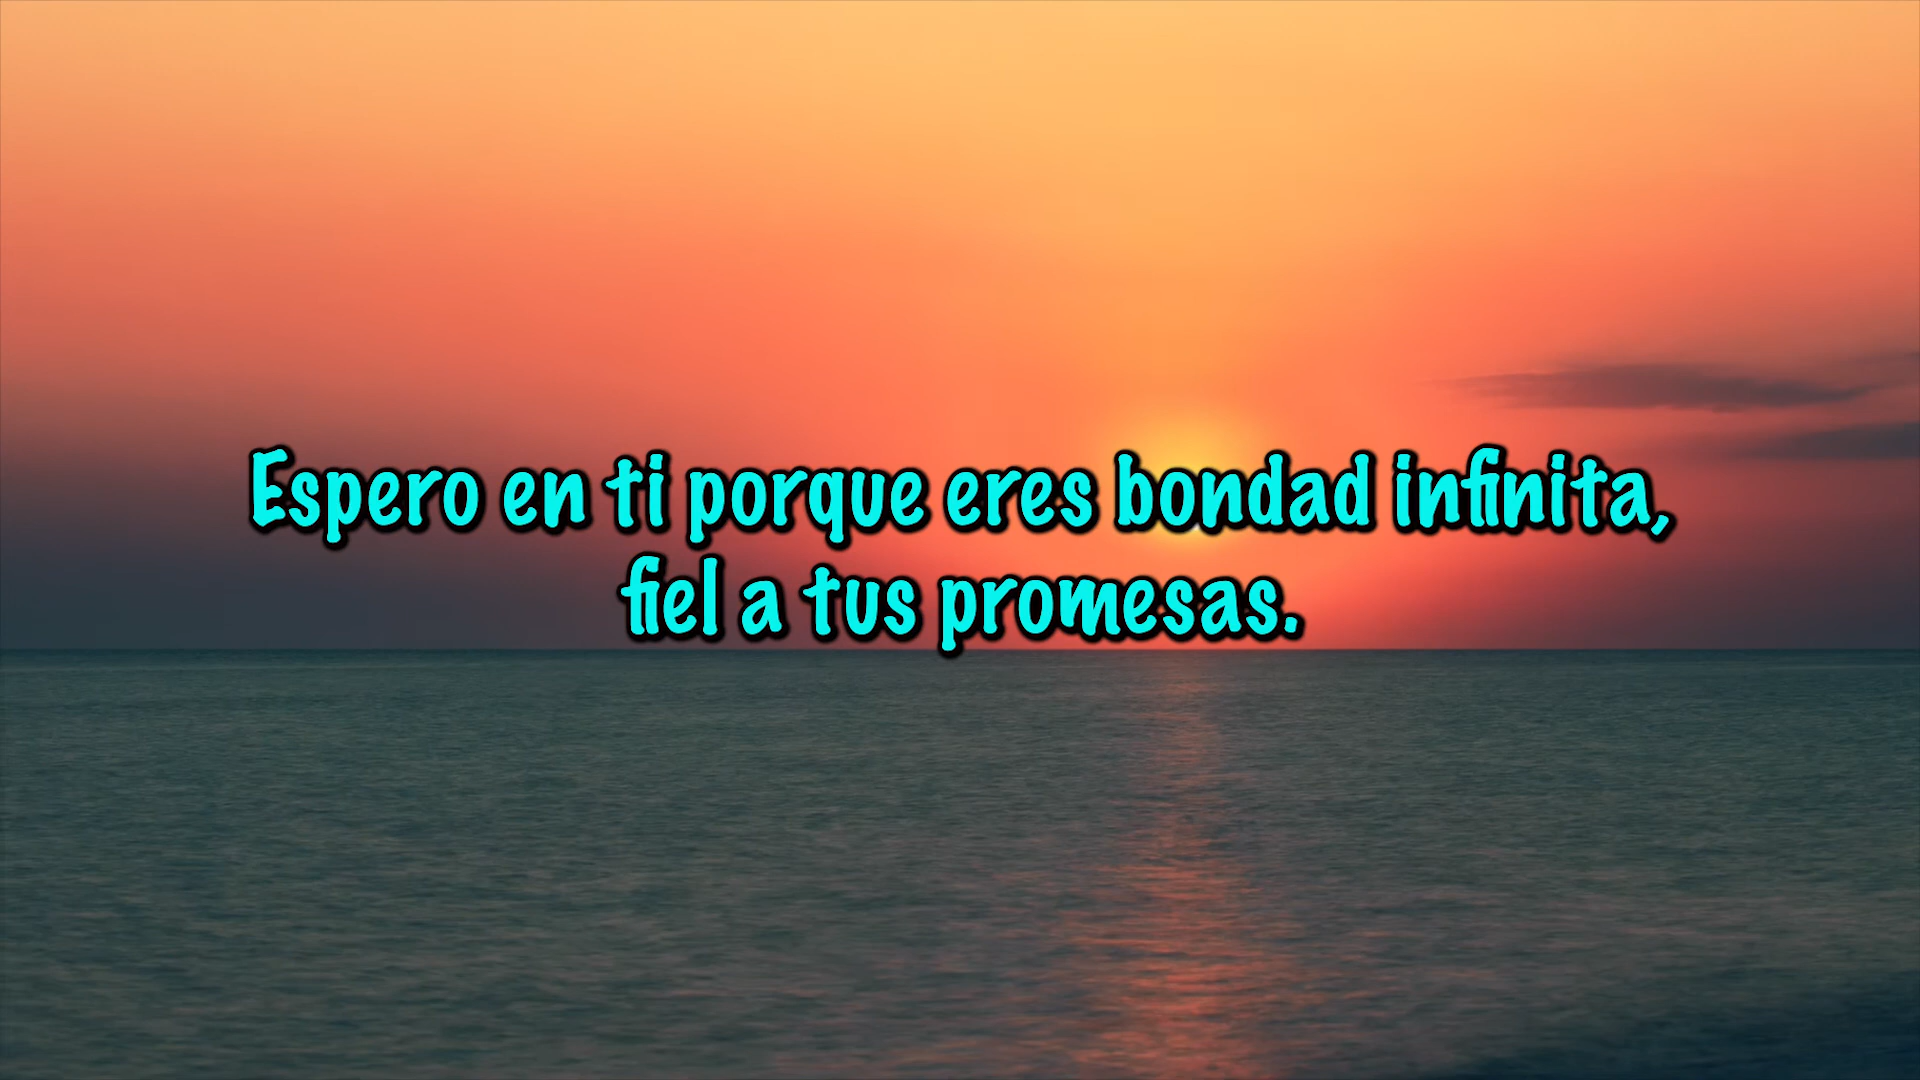 Espero en ti porque eres bondad infinita,
fiel a tus promesas.